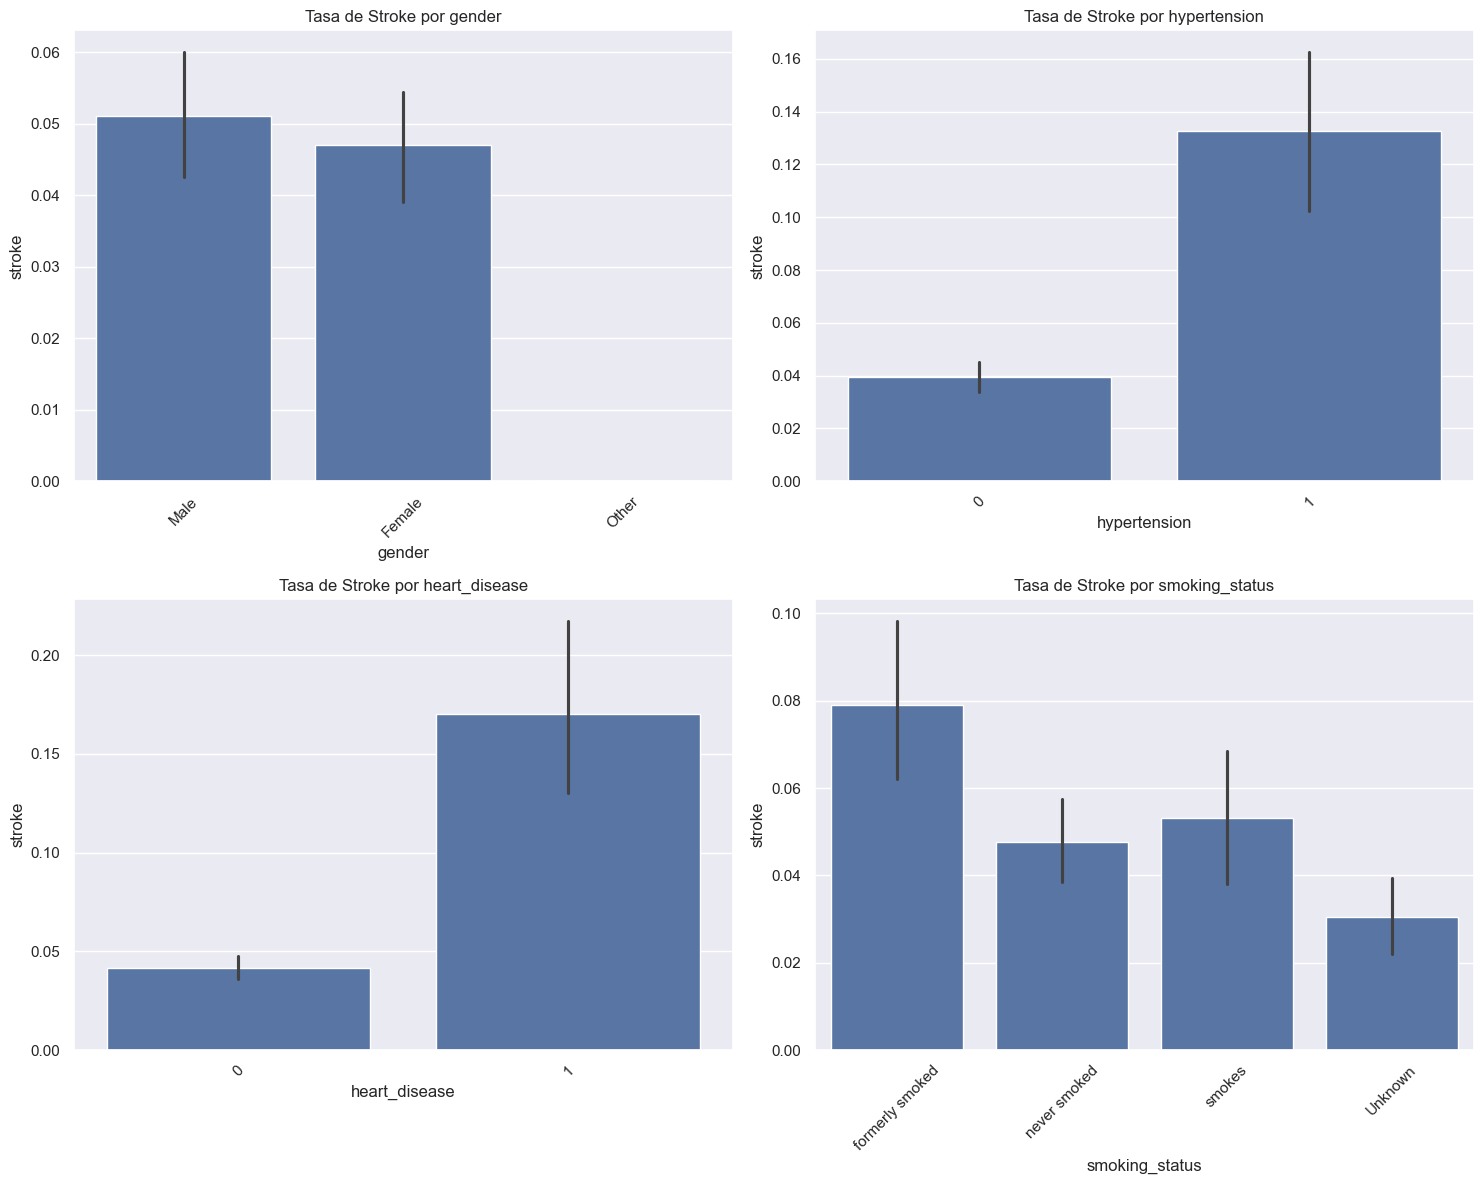 Tasa de Stroke por gender
0.06
0.05
0.04
0.03
0.02
0.01
0.00
stroke
Male
Female
Other
gender
Tasa de Stroke por hypertension
0.16
0.14
0.12
0.10
0.08
0.06
0.04
0.02
0.00
stroke
0
1
hypertension
Tasa de Stroke por heart_disease
0.20
0.15
0.10
0.05
0.00
stroke
0
1
heart_disease
Tasa de Stroke por smoking_status
0.10
0.08
0.06
0.04
0.02
0.00
stroke
formerly smoked
never smoked
smokes
Unknown
smoking_status